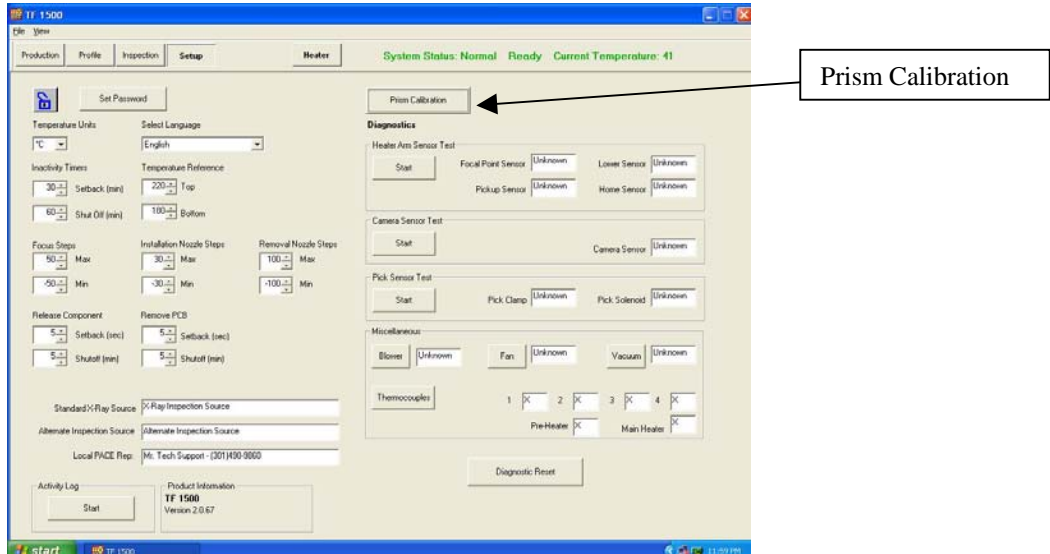 TF 1500
File View
Production Profile Inspection Setup Heater System Status: Normal Ready Current Temperature: 41
Prism Calibration
Set Password
Prism Calibration
Temperature Units Select Language
°C English
Diagnostics
Heater Arm Sensor Test
Start Focal Point Sensor Unknown Lower Sensor Unknown
Pickup Sensor Unknown Home Sensor Unknown
Inactivity Timers Temperature Reference
30 Setback (min) 220 Top
60 Shut Off (min) 180 Bottom
Camera Sensor Test
Start Camera Sensor Unknown
Focus Steps Installation Nozzle Steps Removal Nozzle Steps
50 Max 30 Max 100 Max
-50 Min -30 Min -100 Min
Pick Sensor Test
Start Pick Clamp Unknown Pick Solenoid Unknown
Release Component Remove PCB
5 Setback (sec) 5 Setback (sec)
5 Shutoff (min) 5 Shutoff (min)
Miscellaneous
Blower Unknown Fan Unknown Vacuum Unknown
Thermocouples 1 X 2 X 3 X 4 X
Pre-Heater X Main Heater X
Standard X-Ray Source X-Ray Inspection Source
Alternate Inspection Source Alternate Inspection Source
Local PACE Rep: Mr. Tech Support - (301)490-9860
Diagnostic Reset
Activity Log Product Information
Start TF 1500
Version 2.0.67
start TF 1500 11:59 PM